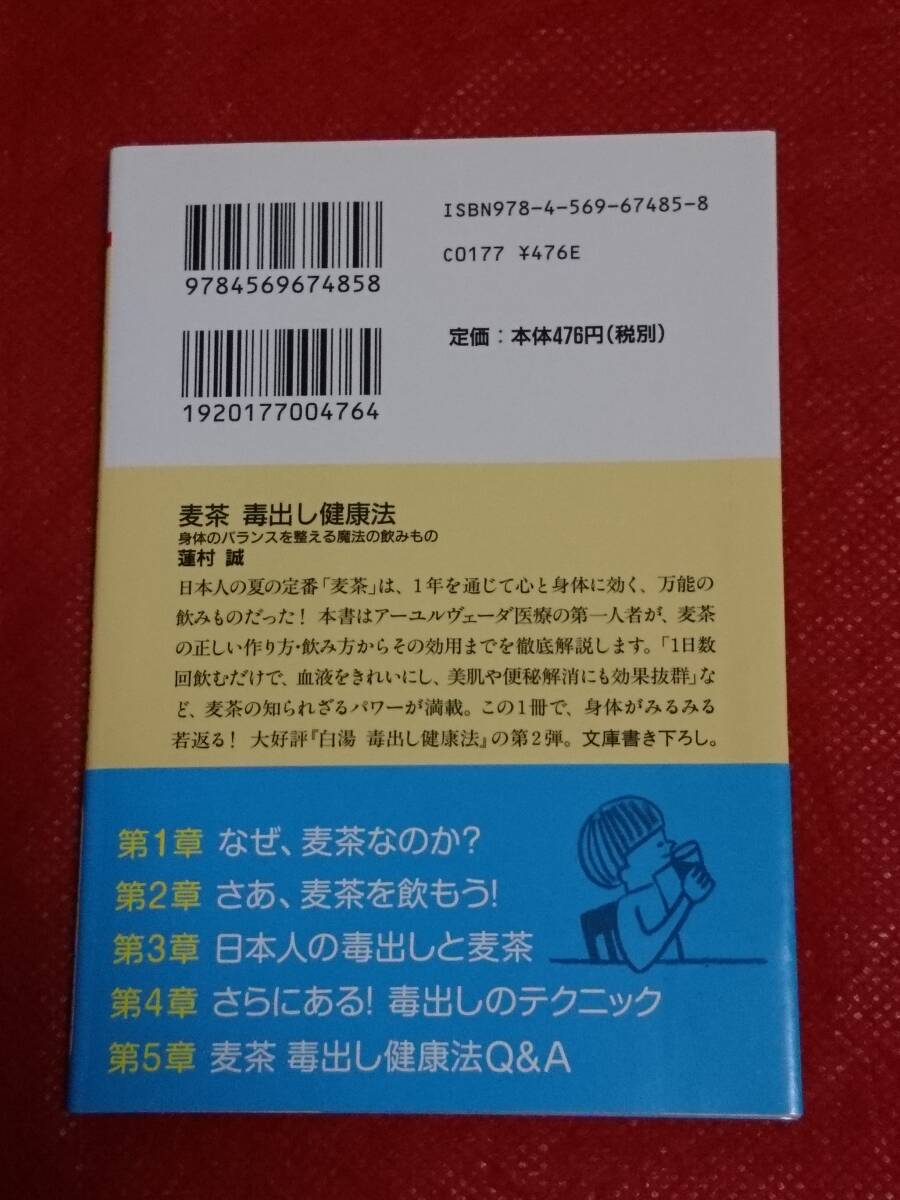 ISBN978-4-569-67485-8
9784569674858
C0177 ¥476E
1920177004764
定価：本体476円(税別)
麦茶 毒出し健康法
身体のバランスを整える魔法の飲みもの
蓮村 誠
日本人の夏の定番「麦茶」は、1年を通じて心と身体に効く、万能の
飲みものだった! 本書はアーユルヴェーダ医療の第一人者が、麦茶
の正しい作り方・飲み方からその効用までを徹底解説します。「1日数
回飲むだけで、血液をきれいにし、美肌や便秘解消にも効果抜群」な
ど、麦茶の知られざるパワーが満載。この1冊で、身体がみるみる
若返る! 大好評『白湯 毒出し健康法』の第2弾。文庫書き下ろし。
第1章 なぜ、麦茶なのか?
第2章 さあ、麦茶を飲もう!
第3章 日本人の毒出しと麦茶
第4章 さらにある! 毒出しのテクニック
第5章 麦茶 毒出し健康法Q&A